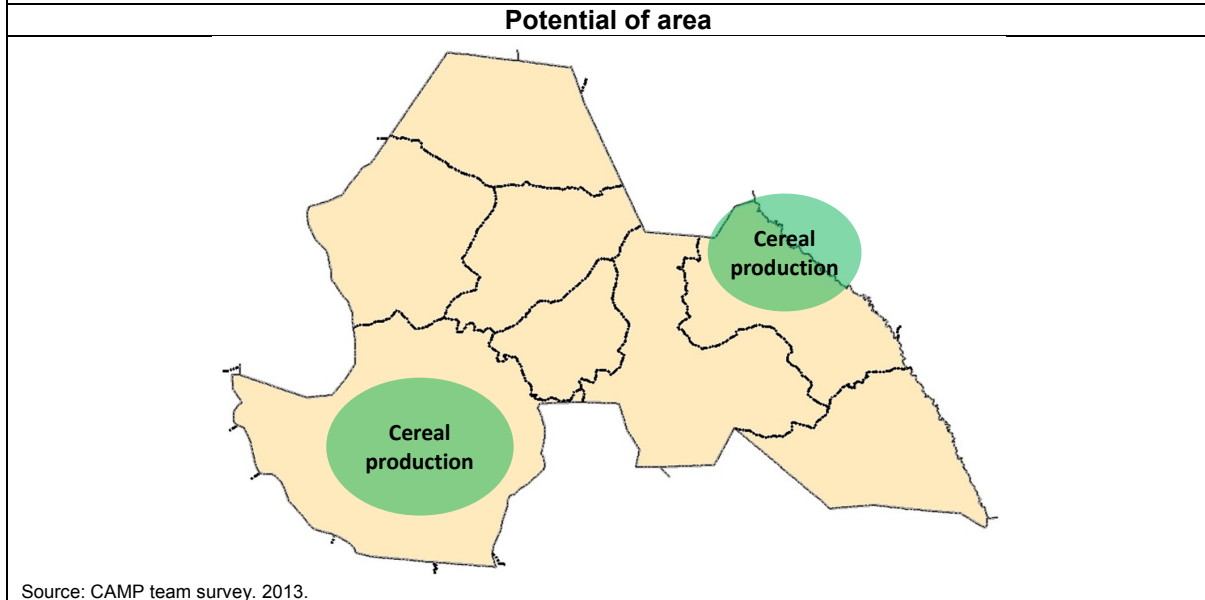 Potential of area
Cereal
production
Cereal
production
Source: CAMP team survey. 2013.